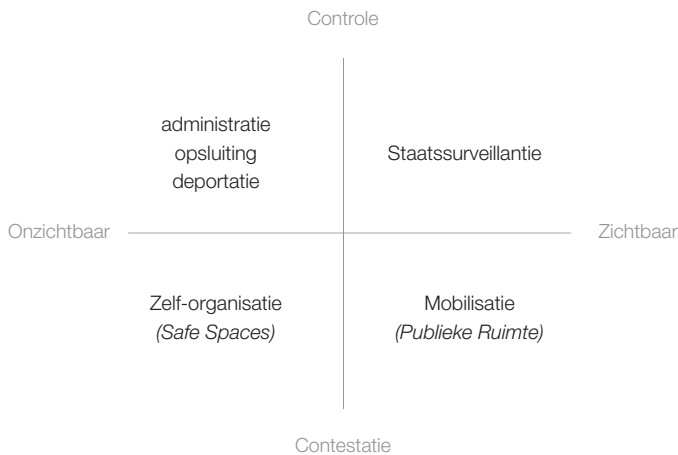 Controle
administratie
opsluiting
deportatie
Staatssurveillantie
Onzichtbaar
Zichtbaar
Zelf-organisatie
(Safe Spaces)
Mobilisatie
(Publieke Ruimte)
Contestatie